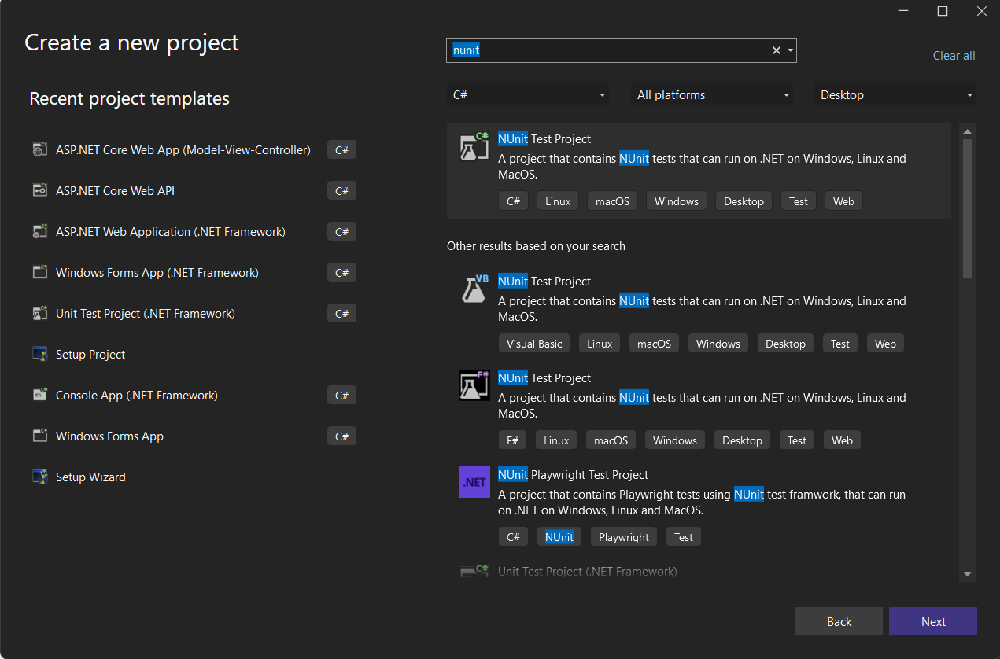 Create a new project
Recent project templates
ASP.NET Core Web App (Model-View-Controller) C#
ASP.NET Core Web API C#
ASP.NET Web Application (.NET Framework) C#
Windows Forms App (.NET Framework) C#
Unit Test Project (.NET Framework) C#
Setup Project
Console App (.NET Framework) C#
Windows Forms App C#
Setup Wizard
nunit
Clear all
C# All platforms Desktop
C#
NUnit Test Project
A project that contains NUnit tests that can run on .NET on Windows, Linux and
MacOS.
C# Linux macOS Windows Desktop Test Web
Other results based on your search
VB
NUnit Test Project
A project that contains NUnit tests that can run on .NET on Windows, Linux and
MacOS.
Visual Basic Linux macOS Windows Desktop Test Web
F#
NUnit Test Project
A project that contains NUnit tests that can run on .NET on Windows, Linux and
MacOS.
F# Linux macOS Windows Desktop Test Web
.NET
NUnit Playwright Test Project
A project that contains Playwright tests using NUnit test framwork, that can run
on .NET on Windows, Linux and MacOS.
C# NUnit Playwright Test
C#
Unit Test Project (.NET Framework)
Back Next